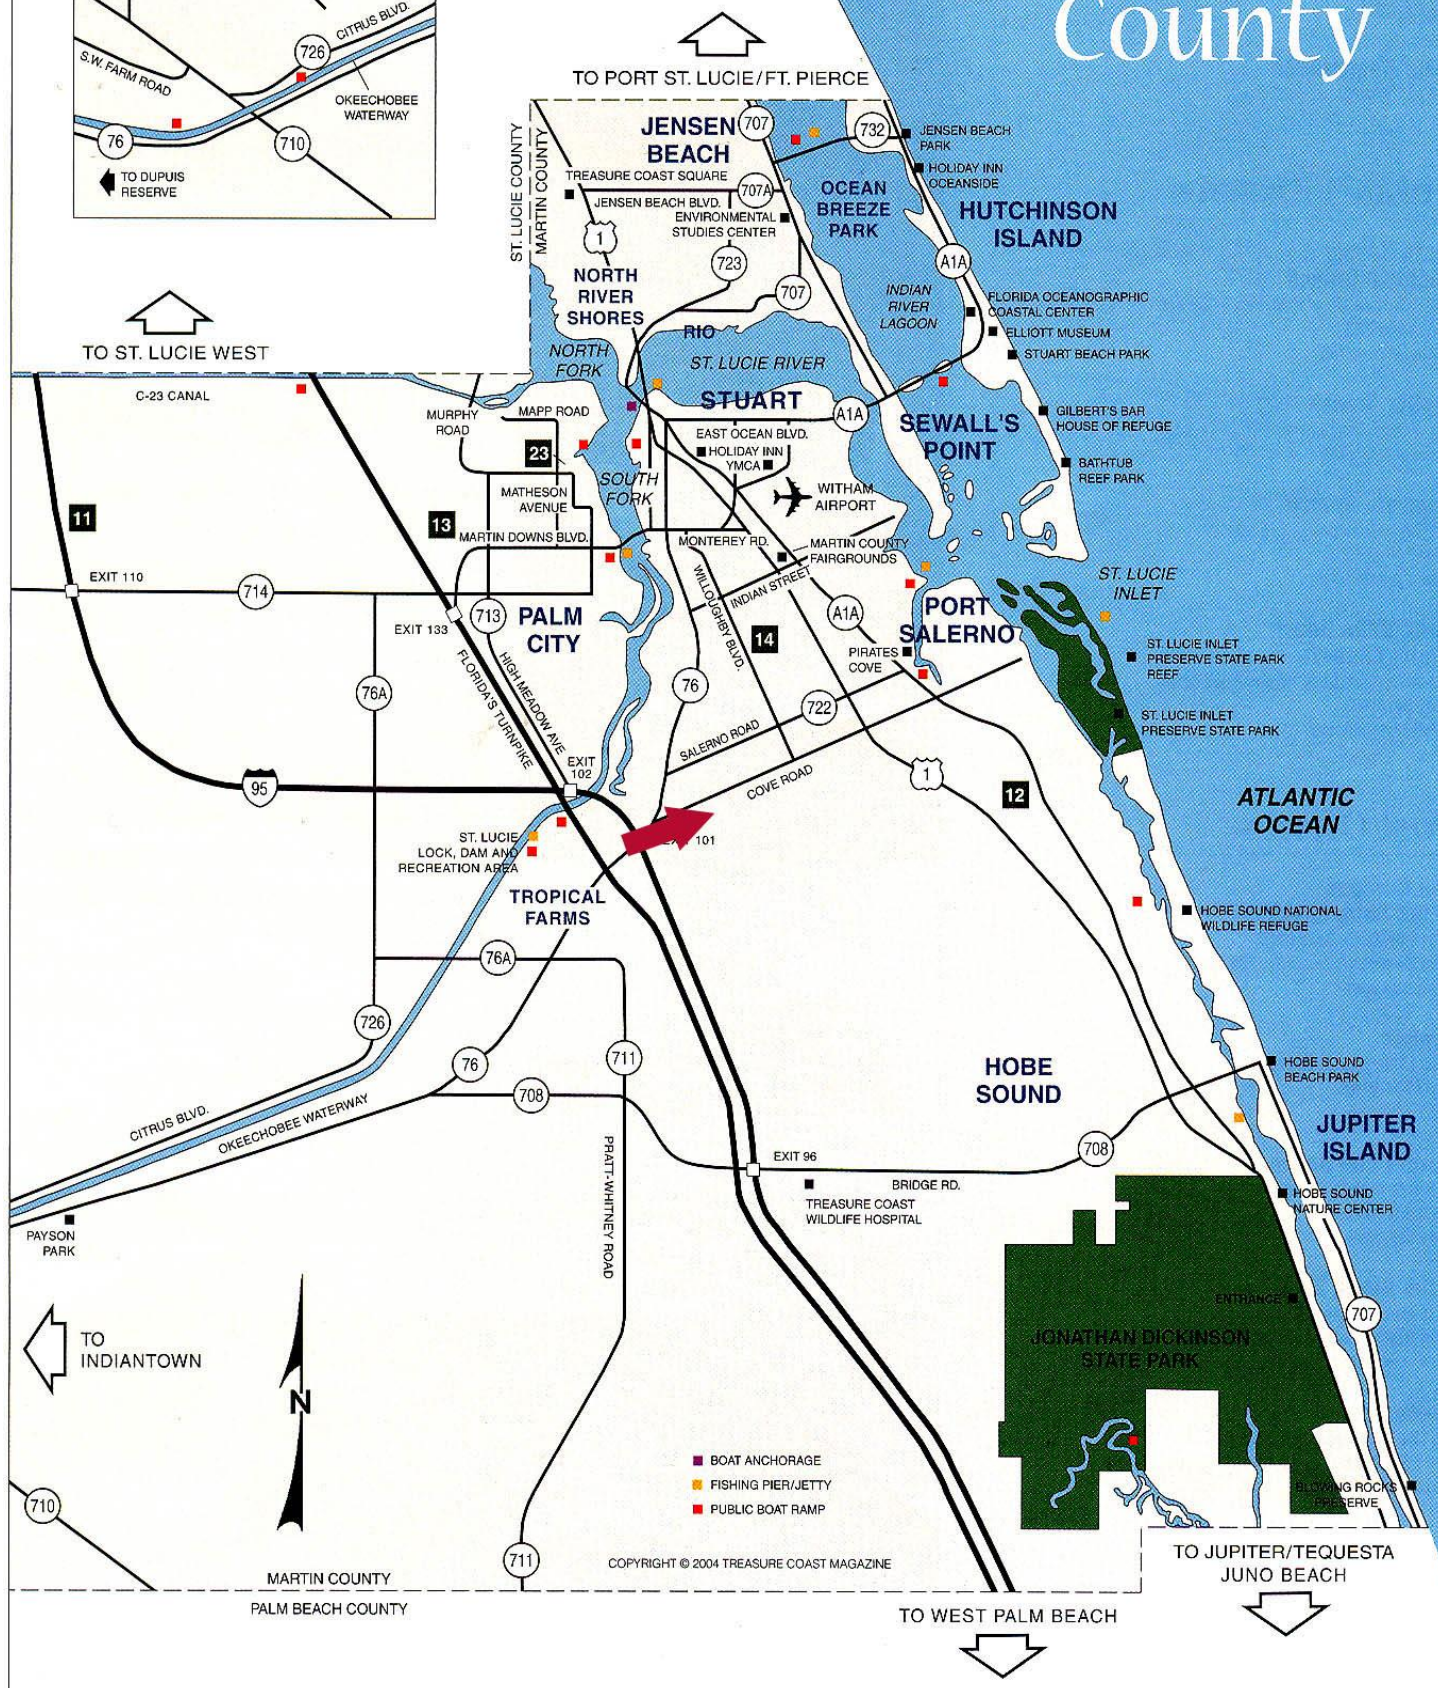 County
CITRUS BLVD.
726
S.W. FARM ROAD
OKEECHOBEE
WATERWAY
76
710
TO DUPUIS
RESERVE
TO PORT ST. LUCIE/FT. PIERCE
ST. LUCIE COUNTY
MARTIN COUNTY
JENSEN
BEACH
707
732
JENSEN BEACH
PARK
HOLIDAY INN
OCEANSIDE
TREASURE COAST SQUARE
707A
JENSEN BEACH BLVD.
OCEAN
BREEZE
PARK
HUTCHINSON
ISLAND
ENVIRONMENTAL
STUDIES CENTER
1
723
A1A
NORTH
RIVER
SHORES
707
INDIAN
RIVER
LAGOON
FLORIDA OCEANOGRAPHIC
COASTAL CENTER
ELLIOTT MUSEUM
STUART BEACH PARK
RIO
TO ST. LUCIE WEST
NORTH
FORK
ST. LUCIE RIVER
C-23 CANAL
MURPHY
ROAD
MAPP ROAD
STUART
A1A
SEWALL'S
POINT
GILBERT'S BAR
HOUSE OF REFUGE
EAST OCEAN BLVD.
HOLIDAY INN
YMCA
23
BATHTUB
REEF PARK
SOUTH
FORK
MATHESON
AVENUE
WITHAM
AIRPORT
11
13
MARTIN DOWNS BLVD.
MONTEREY RD.
MARTIN COUNTY
FAIRGROUNDS
ST. LUCIE
INLET
EXIT 110
714
INDIAN STREET
WILLOUGHBY BLVD.
713
PALM
CITY
A1A
PORT
SALERNO
EXIT 133
14
PIRATES
COVE
ST. LUCIE INLET
PRESERVE STATE PARK
REEF
FLORIDA'S TURNPIKE
HIGH MEADOW AVE
76A
76
722
ST. LUCIE INLET
PRESERVE STATE PARK
SALERNO ROAD
EXIT
102
COVE ROAD
1
95
12
ATLANTIC
OCEAN
ST. LUCIE
LOCK, DAM AND
RECREATION AREA
101
TROPICAL
FARMS
HOBE SOUND NATIONAL
WILDLIFE REFUGE
76A
726
76
711
HOBE
SOUND
HOBE SOUND
BEACH PARK
708
CITRUS BLVD.
OKEECHOBEE WATERWAY
JUPITER
ISLAND
PRATT-WHITNEY ROAD
EXIT 96
708
BRIDGE RD.
TREASURE COAST
WILDLIFE HOSPITAL
HOBE SOUND
NATURE CENTER
PAYSON
PARK
ENTRANCE
707
TO
INDIANTOWN
JONATHAN DICKINSON
STATE PARK
N
BOAT ANCHORAGE
FISHING PIER/JETTY
PUBLIC BOAT RAMP
BLOWING ROCKS
PRESERVE
710
711
COPYRIGHT © 2004 TREASURE COAST MAGAZINE
TO JUPITER/TEQUESTA
JUNO BEACH
MARTIN COUNTY
PALM BEACH COUNTY
TO WEST PALM BEACH